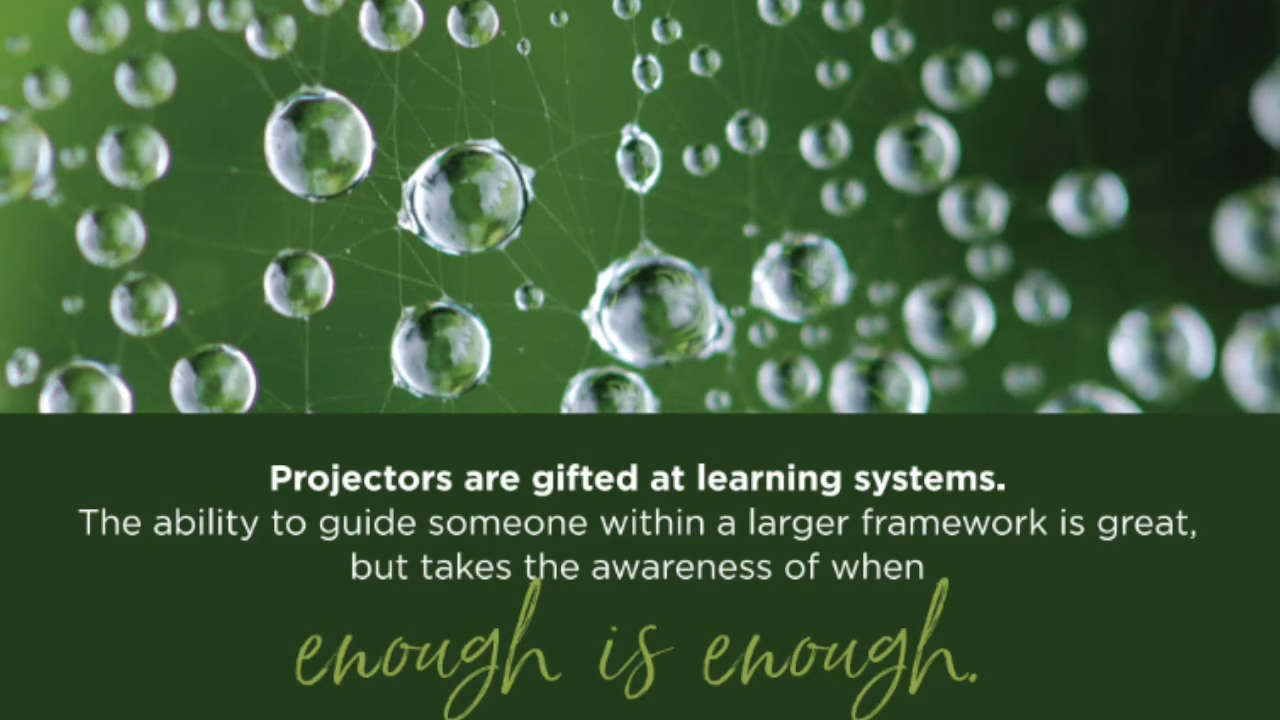 Projectors are gifted at learning systems.
The ability to guide someone within a larger framework is great,
but takes the awareness of when
enough is enough.